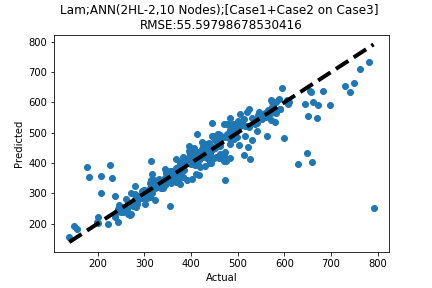 Lam;ANN(2HL-2,10 Nodes);[Case1+Case2 on Case3]
RMSE:55.59798678530416
800
700
600
500
400
300
200
Predicted
200 300 400 500 600 700 800
Actual